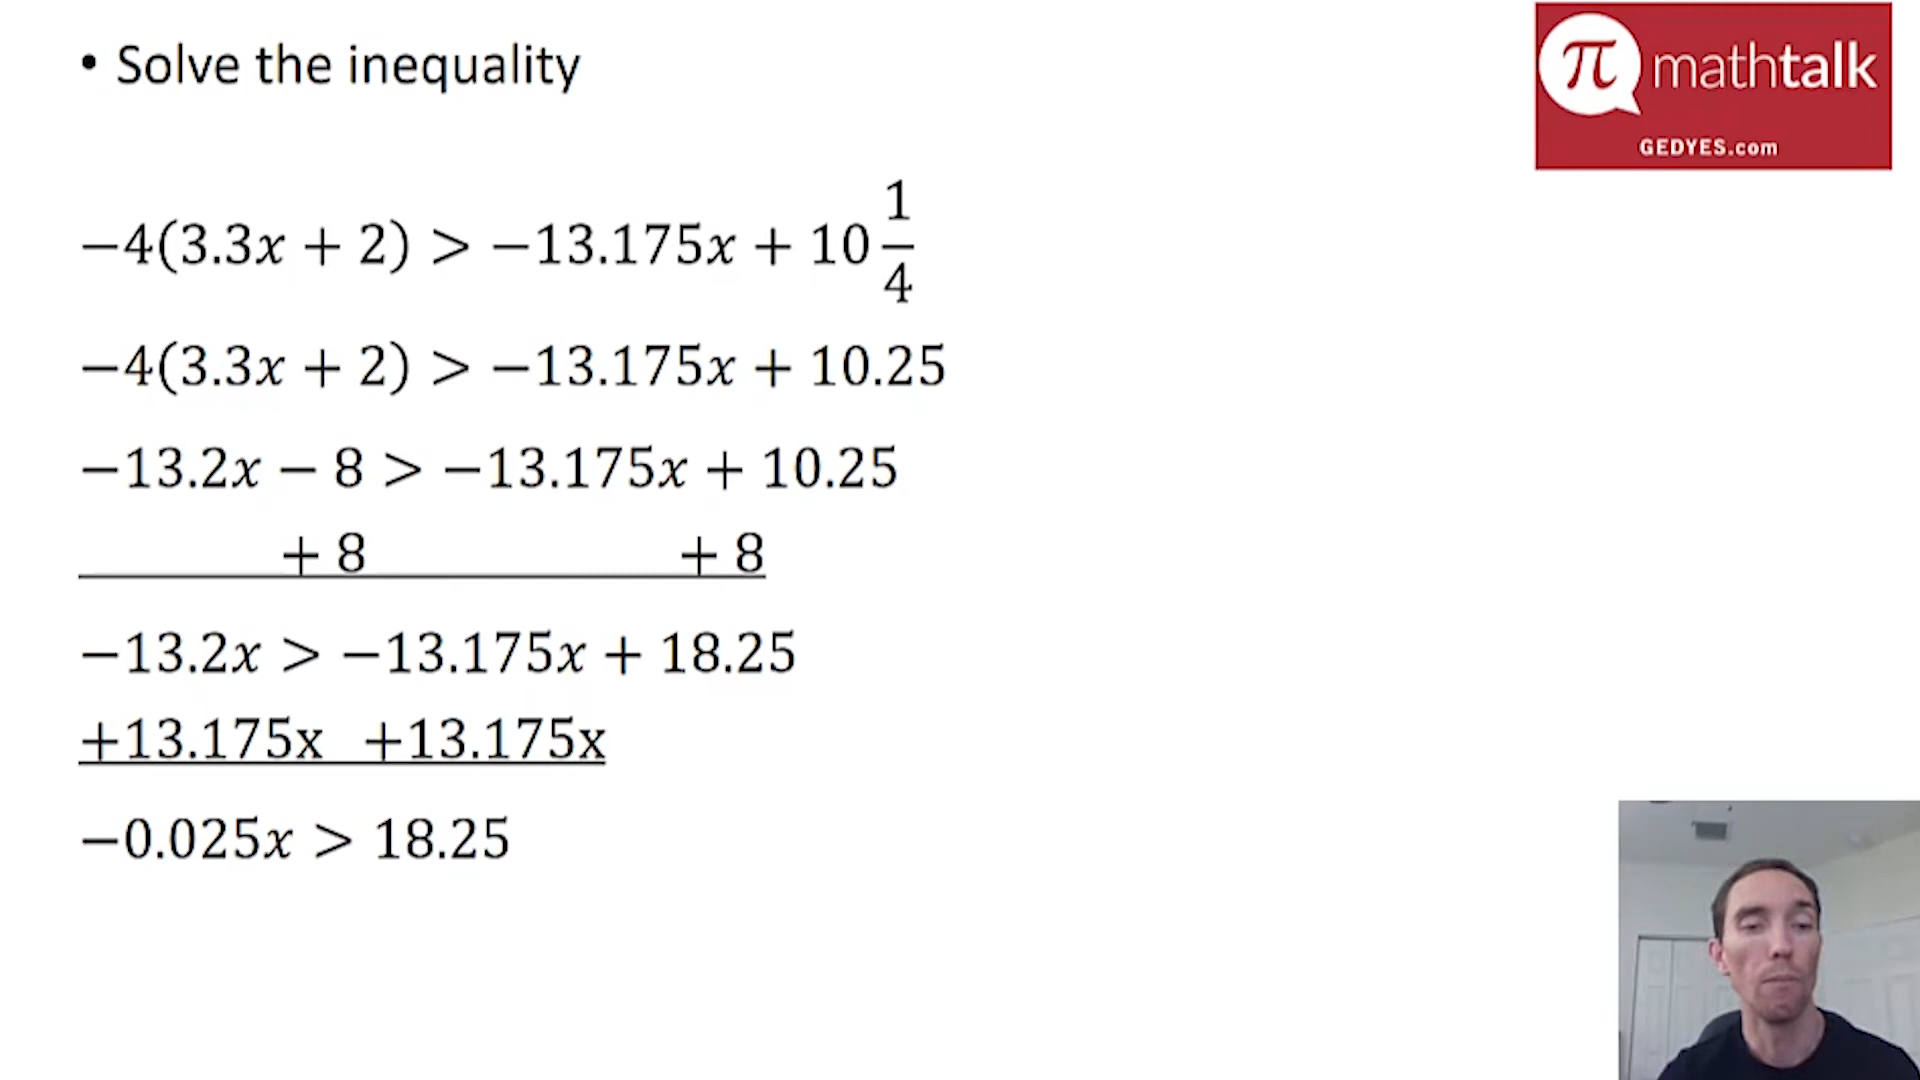 • Solve the inequality
π mathtalk
GEDYES.com
−4(3.3x + 2) > −13.175x + 10 1/4
−4(3.3x + 2) > −13.175x + 10.25
−13.2x − 8 > −13.175x + 10.25
+ 8 + 8
−13.2x > −13.175x + 18.25
+13.175x +13.175x
−0.025x > 18.25